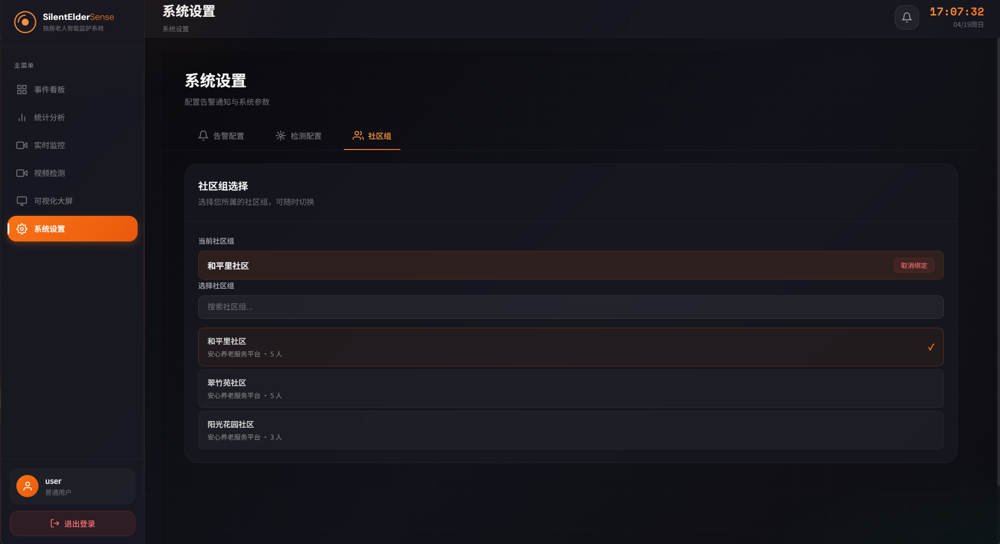 SilentElderSense
独居老人智能监护系统
主菜单
事件看板
统计分析
实时监控
视频检测
可视化大屏
系统设置
user
普通用户
退出登录
系统设置
系统设置
17:07:32
04/19周日
系统设置
配置告警通知与系统参数
告警配置
检测配置
社区组
社区组选择
选择您所属的社区组，可随时切换
当前社区组
和平里社区
取消绑定
选择社区组
搜索社区组...
和平里社区
安心养老服务平台 · 5 人
翠竹苑社区
安心养老服务平台 · 5 人
阳光花园社区
安心养老服务平台 · 3 人